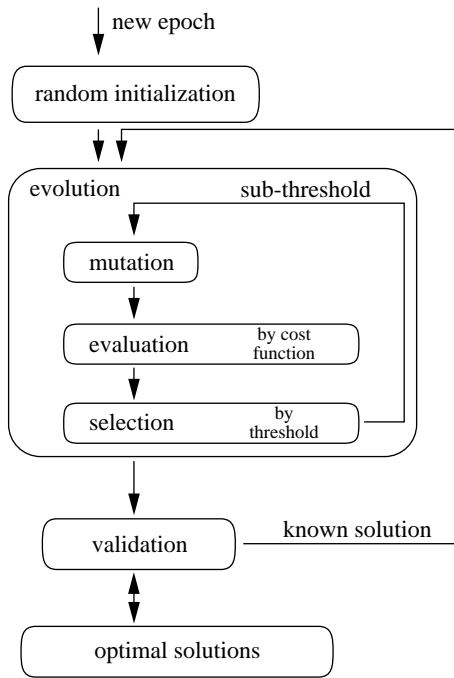 new epoch
random initialization
evolution
sub-threshold
mutation
evaluation
by cost
function
selection
by
threshold
validation
known solution
optimal solutions